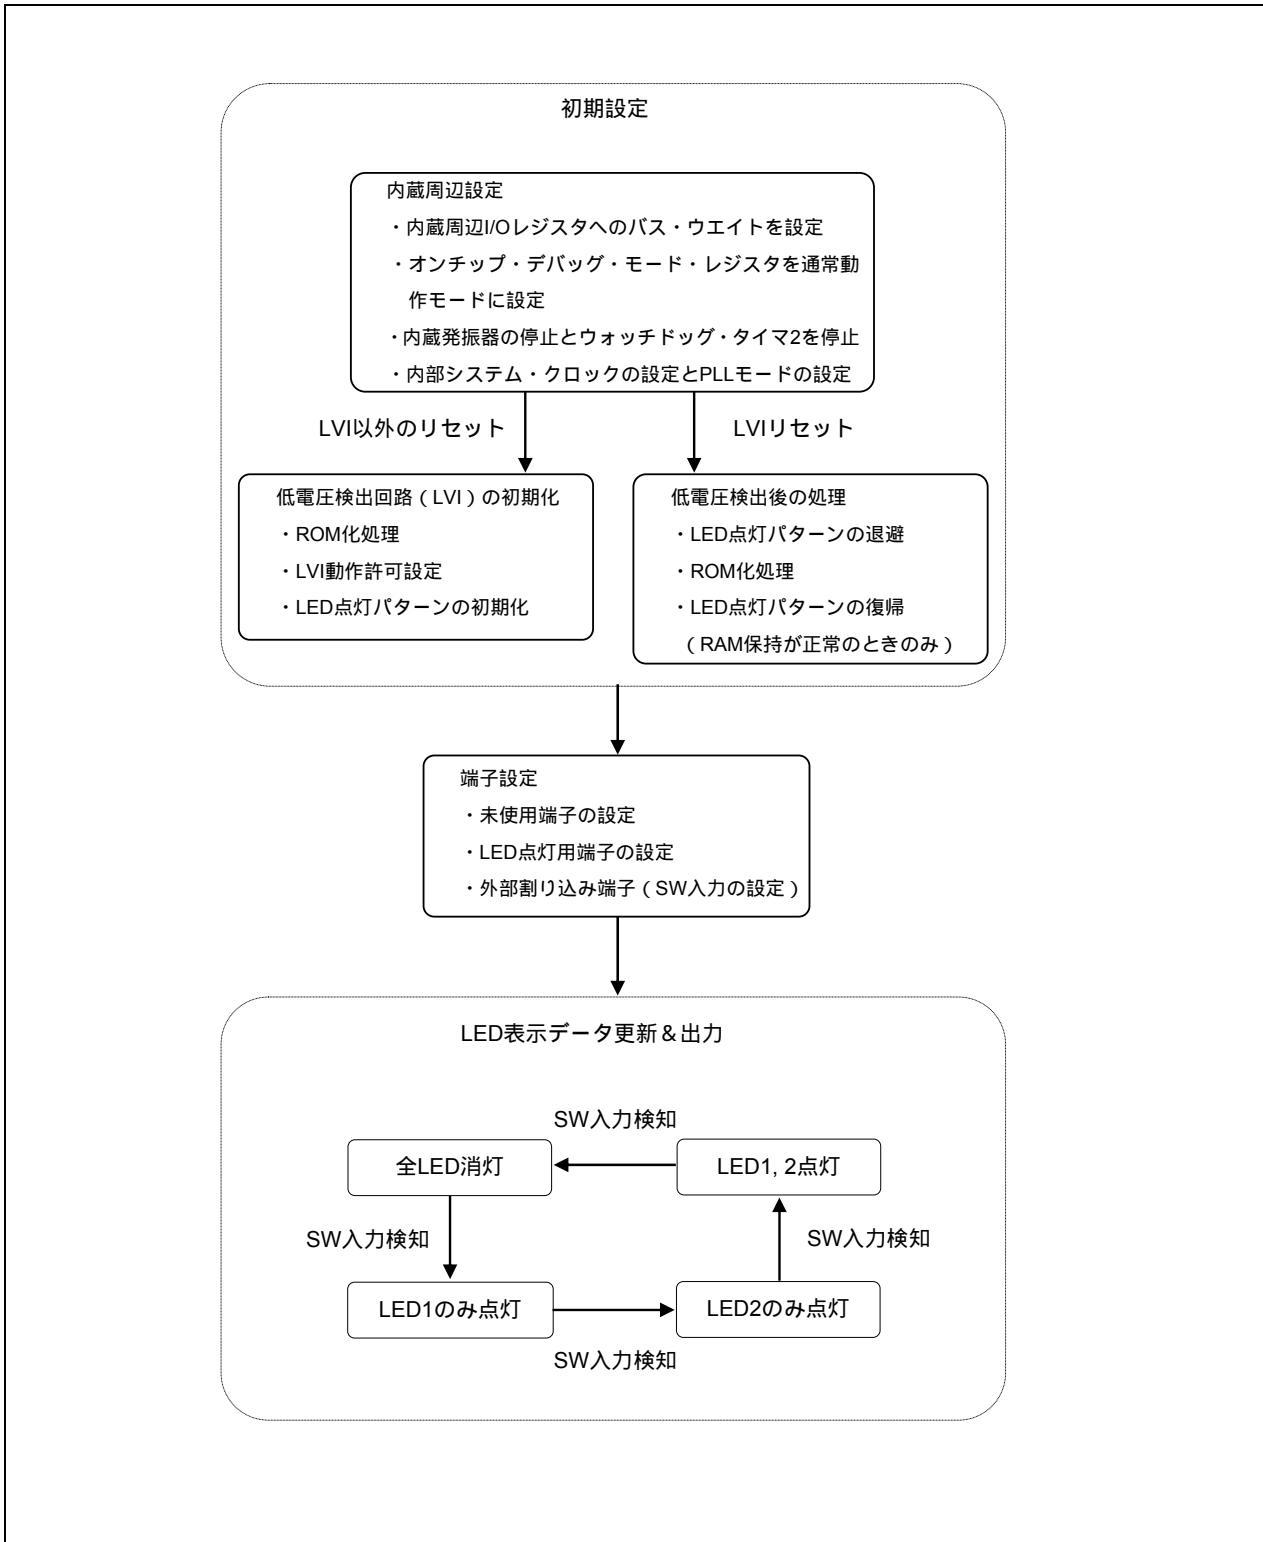 初期設定
内蔵周辺設定
・内蔵周辺I/Oレジスタへのバス・ウエイトを設定
・オンチップ・デバッグ・モード・レジスタを通常動
作モードに設定
・内蔵発振器の停止とウォッチドッグ・タイマ2を停止
・内部システム・クロックの設定とPLLモードの設定
LVI以外のリセット
LVIリセット
低電圧検出回路（LVI）の初期化
・ROM化処理
・LVI動作許可設定
・LED点灯パターンの初期化
低電圧検出後の処理
・LED点灯パターンの退避
・ROM化処理
・LED点灯パターンの復帰
（RAM保持が正常のときのみ）
端子設定
・未使用端子の設定
・LED点灯用端子の設定
・外部割り込み端子（SW入力の設定）
LED表示データ更新＆出力
SW入力検知
全LED消灯
LED1, 2点灯
SW入力検知
SW入力検知
LED1のみ点灯
LED2のみ点灯
SW入力検知